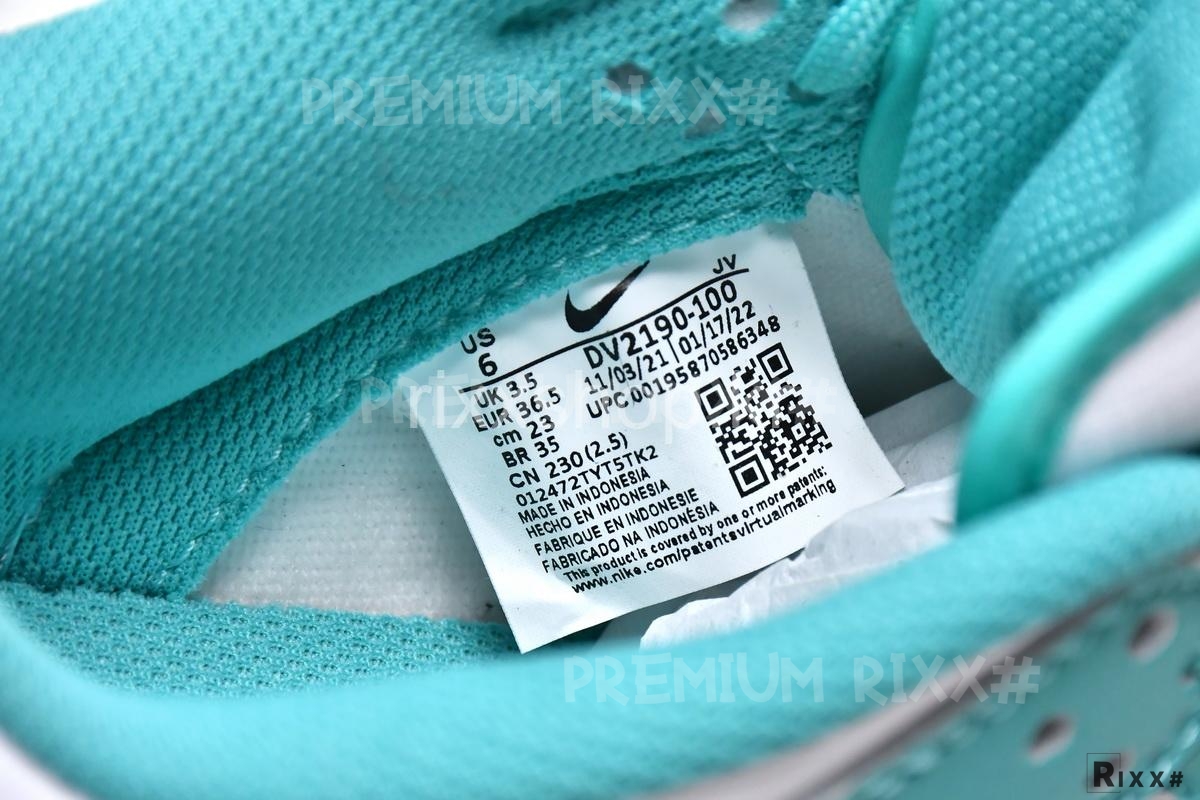 PREMIUM RIXX#
US
6
JV
DV2190-100
11/03/21|01/17/22
UPC 00195870586348
UK 3.5
EUR 36.5
cm 23
BR 35
CN 230(2.5)
012472TYT5TK2
MADE IN INDONESIA
HECHO EN INDONESIA
FABRIQUE EN INDONESIE
FABRICADO NA INDONÉSIA
This product is covered by one or more patents:
www.nike.com/patentsvirtualmarking
PREMIUM RIXX#
RIXX#